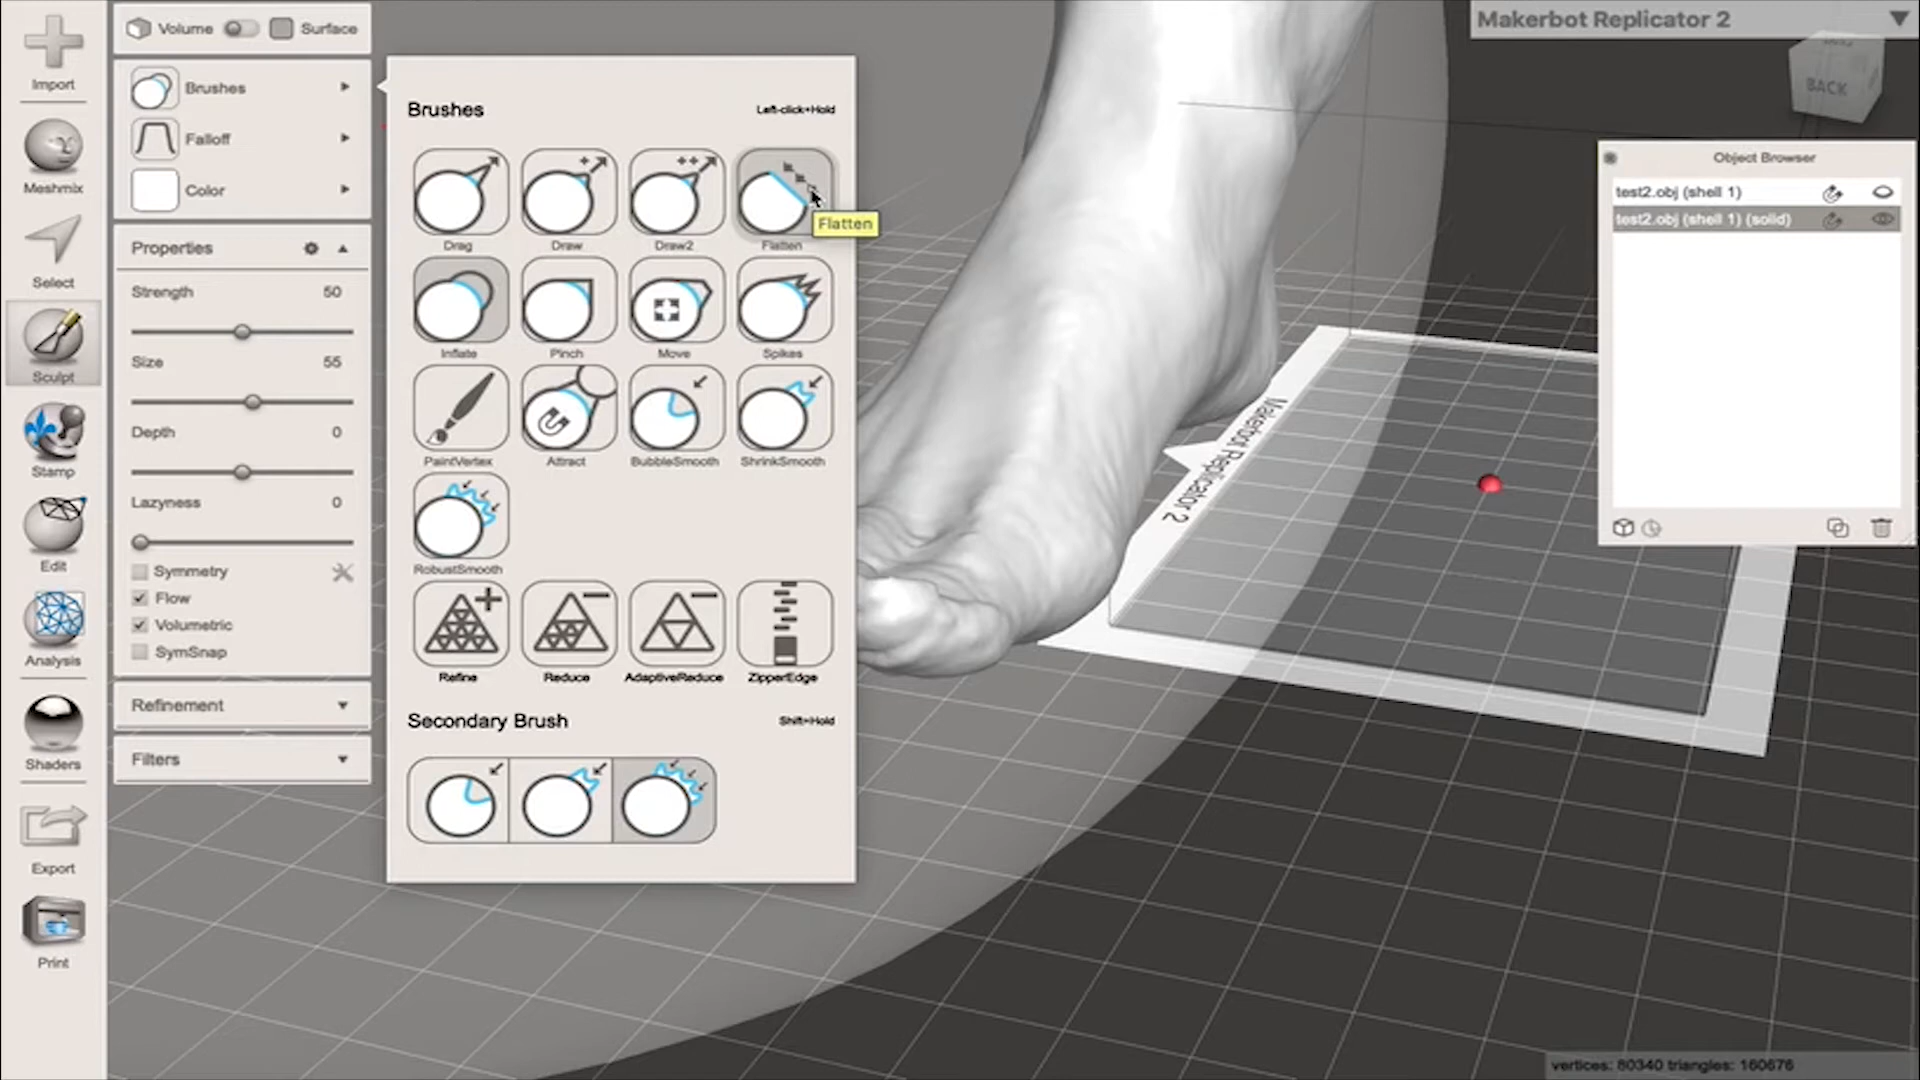 Import
Meshmix
Select
Sculpt
Stamp
Edit
Analysis
Shaders
Export
Print
Volume
Surface
Brushes
Falloff
Color
Properties
Strength 50
Size 55
Depth 0
Lazyness 0
Symmetry
Flow
Volumetric
SymSnap
Refinement
Filters
Brushes Left-click+Hold
Drag Draw Draw2 Flatten
Flatten
Inflate Pinch Move Spikes
PaintVertex Attract BubbleSmooth ShrinkSmooth
RobustSmooth
Refine Reduce AdaptiveReduce ZipperEdge
Secondary Brush Shift+Hold
Makerbot Replicator 2
Makerbot Replicator 2
BACK
Object Browser
test2.obj (shell 1)
test2.obj (shell 1) (solid)
vertices: 80340 triangles: 160676